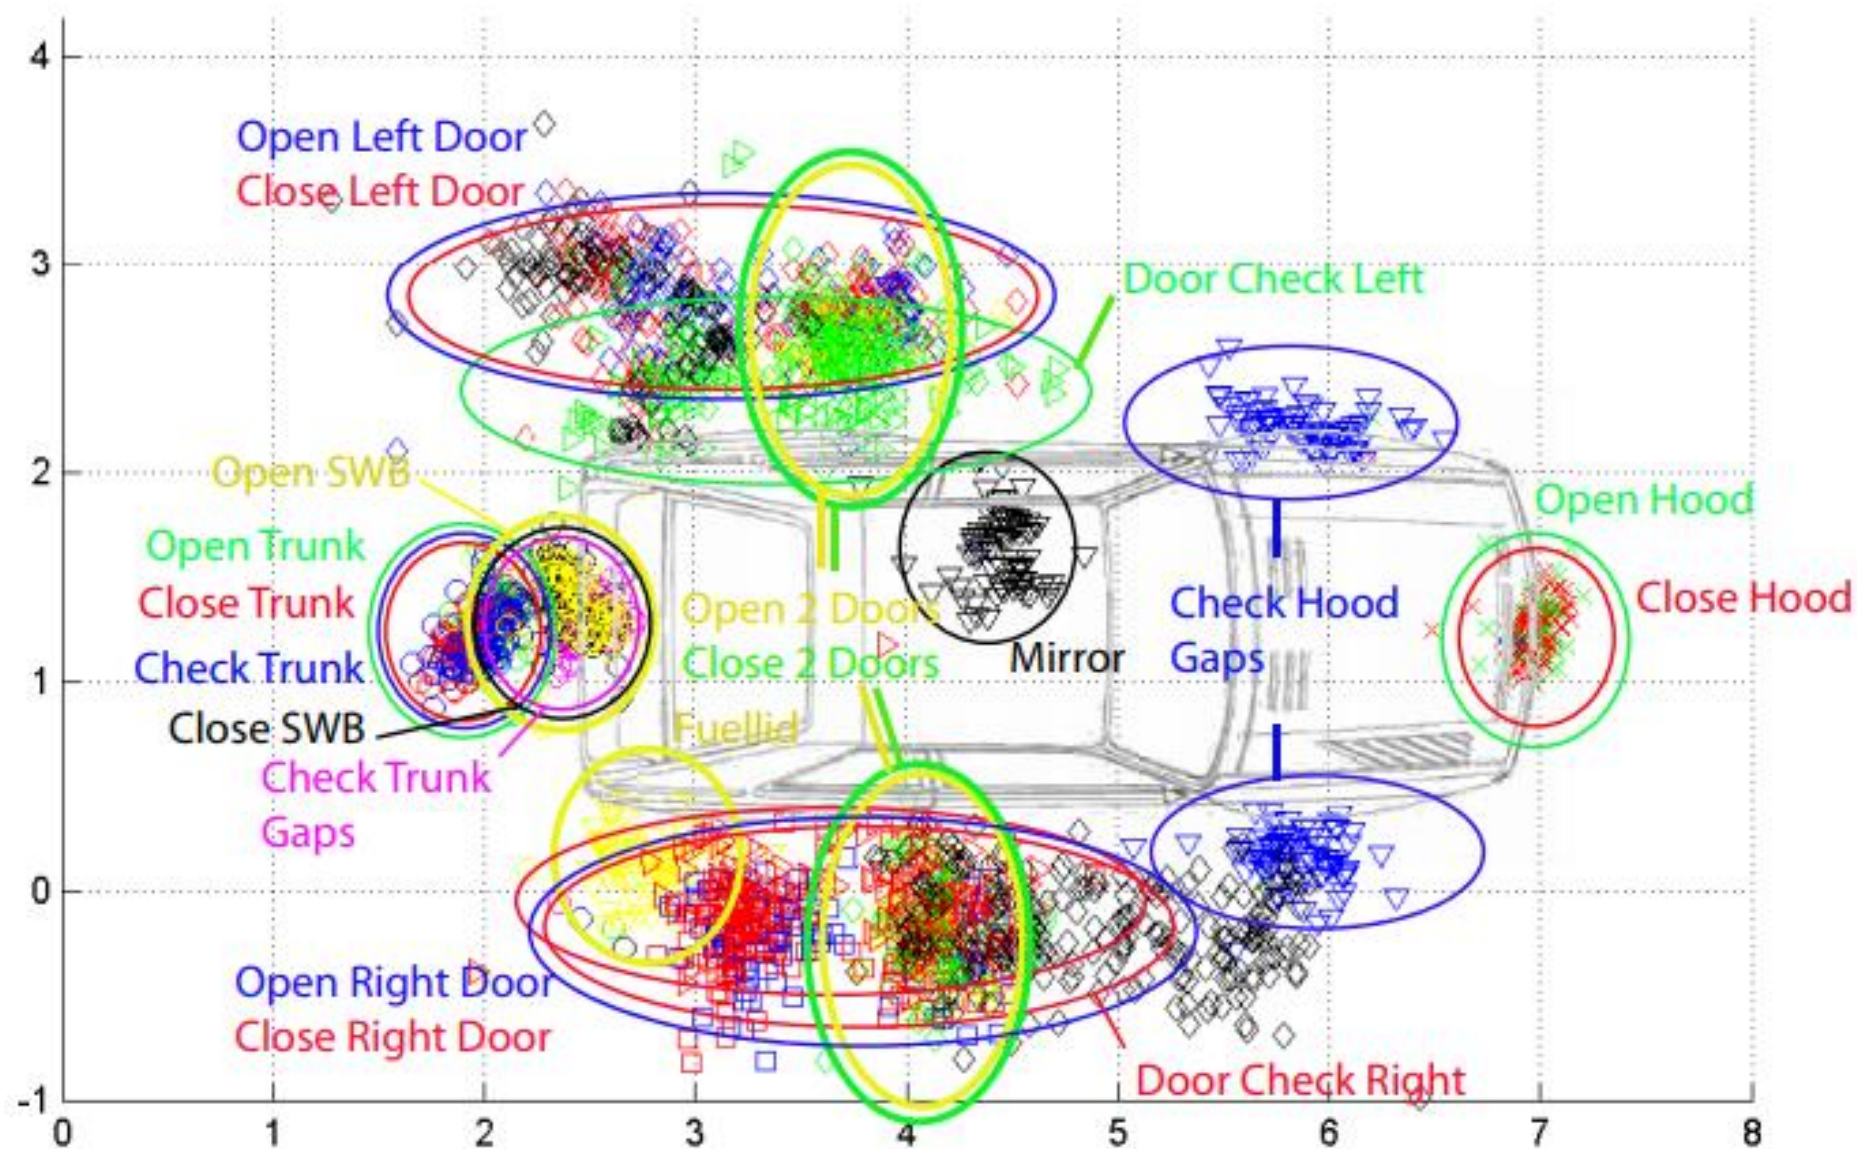 4
Open Left Door
Close Left Door
3
Door Check Left
2
Open SWB
Open Hood
Open Trunk
Close Trunk
Open 2 Doors
Check Hood
Gaps
Close Hood
Close 2 Doors
Mirror
Check Trunk
1
Close SWB
Fuellid
Check Trunk
Gaps
0
Open Right Door
Close Right Door
Door Check Right
-1
0 1 2 3 4 5 6 7 8